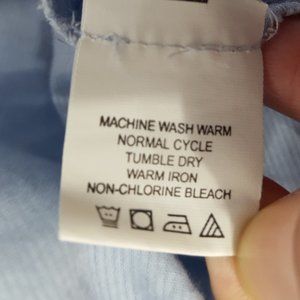 MACHINE WASH WARM
NORMAL CYCLE
TUMBLE DRY
WARM IRON
NON-CHLORINE BLEACH